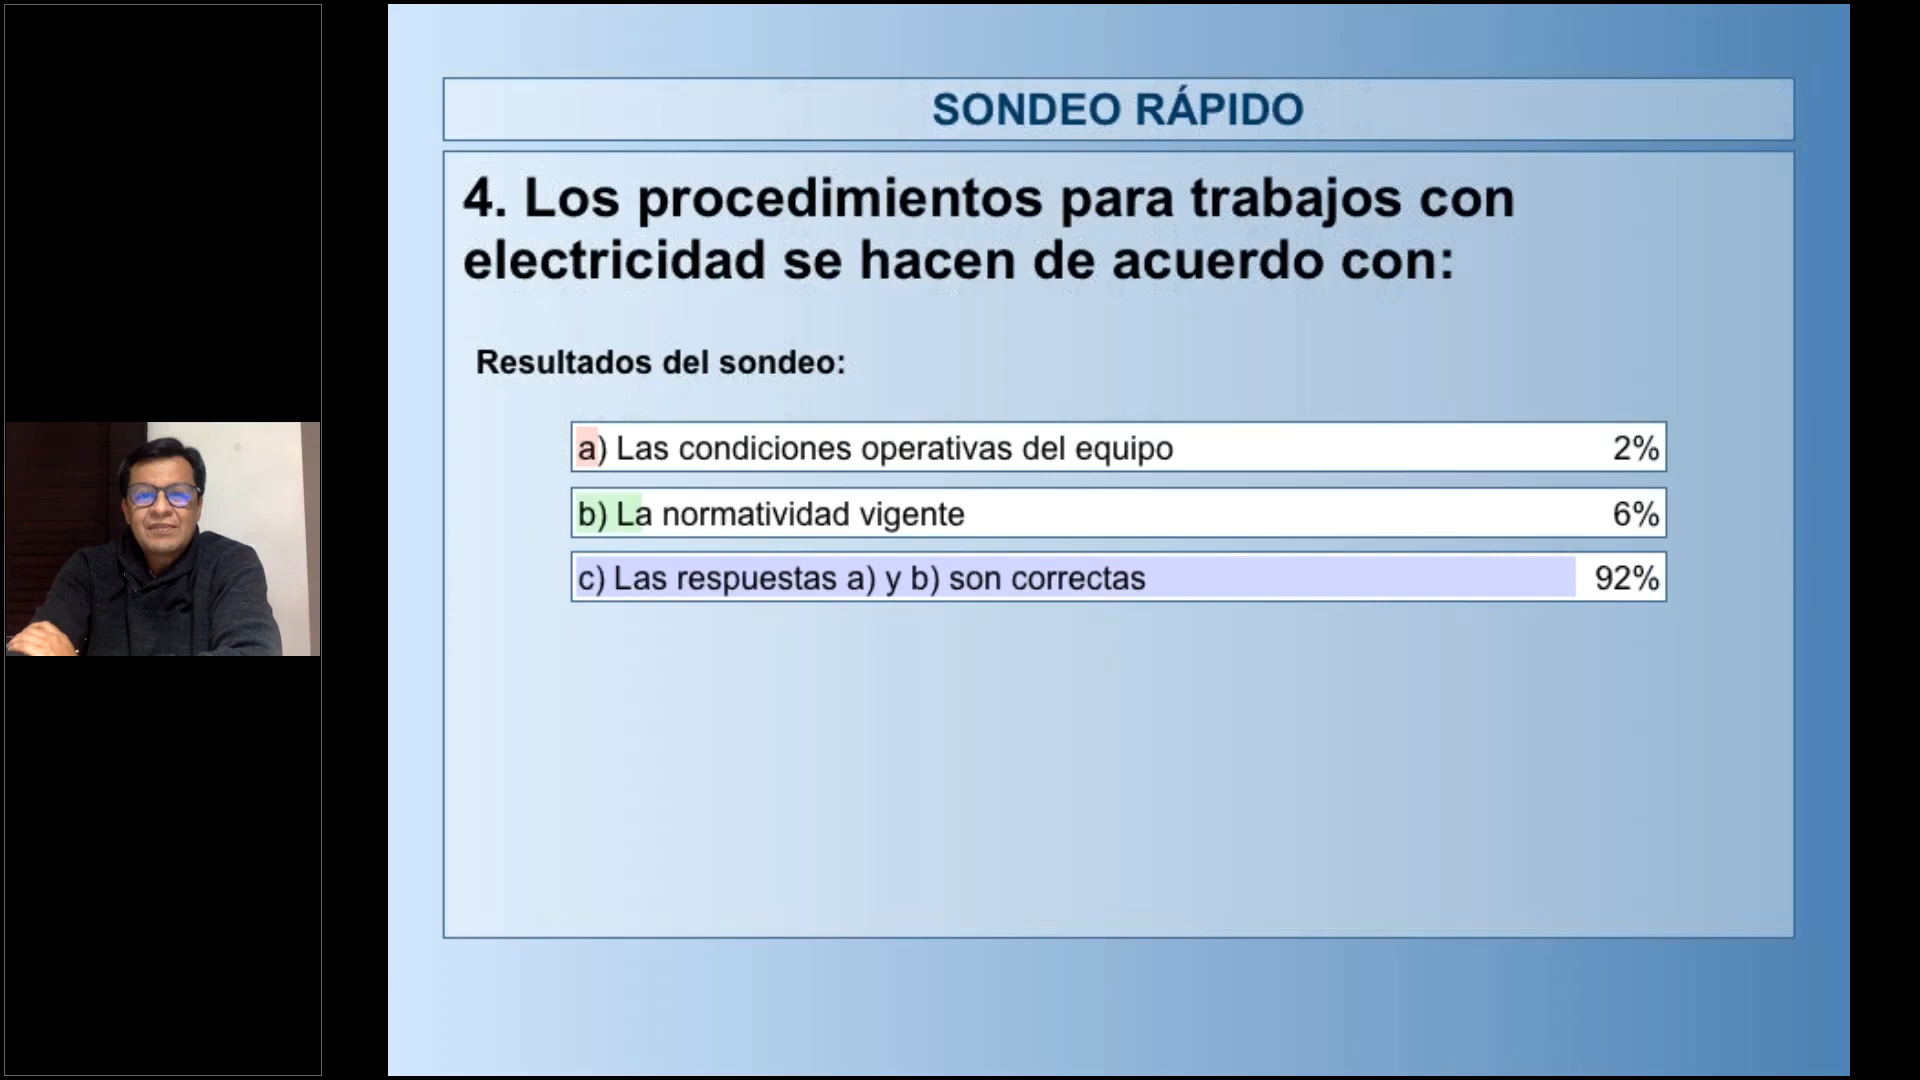 SONDEO RÁPIDO
4. Los procedimientos para trabajos con
electricidad se hacen de acuerdo con:
Resultados del sondeo:
a) Las condiciones operativas del equipo 2%
b) La normatividad vigente 6%
c) Las respuestas a) y b) son correctas 92%